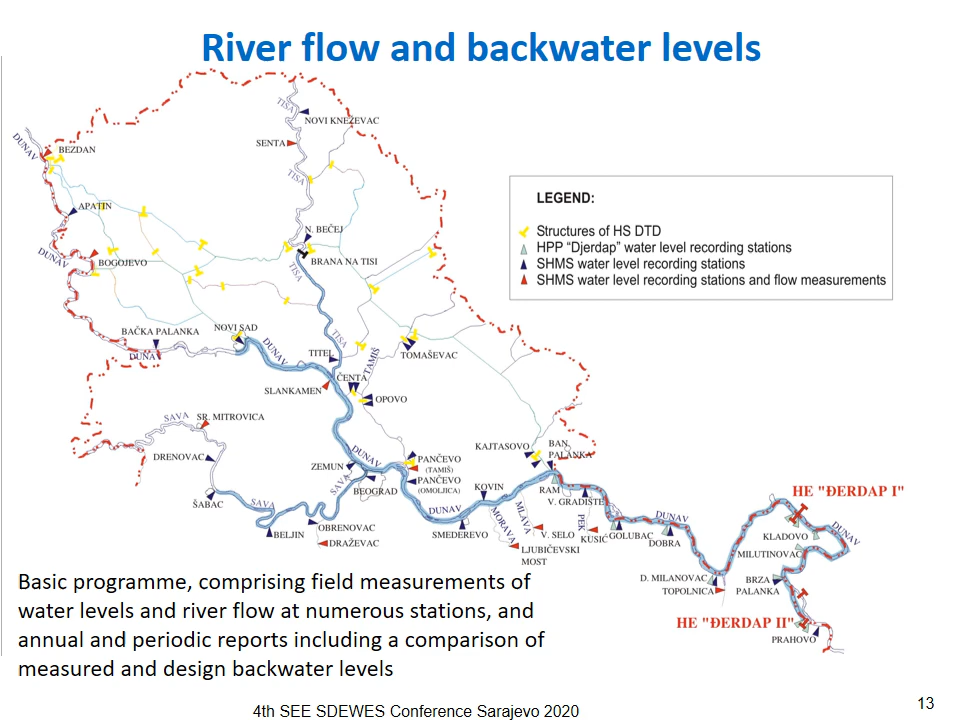 River flow and backwater levels
TISA
NOVI KNEŽEVAC
DUNAV
BEZDAN
SENTA
TISA
APATIN
N. BEČEJ
DUNAV
BOGOJEVO
BRANA NA TISI
TISA
LEGEND:
Structures of HS DTD
HPP “Djerdap” water level recording stations
SHMS water level recording stations
SHMS water level recording stations and flow measurements
BAČKA PALANKA
NOVI SAD
DUNAV
DUNAV
TISA
TITEL
TAMIŠ
TOMAŠEVAC
ČENTA
SLANKAMEN
OPOVO
SAVA
SR. MITROVICA
DRENOVAC
DUNAV
ZEMUN
PANČEVO
(TAMIŠ)
PANČEVO
(OMOLJICA)
KAJTASOVO
BAN.
PALANKA
SAVA
BEOGRAD
KOVIN
RAM
V. GRADIŠTE
HE "ĐERDAP I"
ŠABAC
SAVA
BELJIN
OBRENOVAC
DRAŽEVAC
DUNAV
SMEDEREVO
MORAVA
MLAVA
V. SELO
LJUBIČEVSKI
MOST
PEK
KUSIĆ
GOLUBAC
DUNAV
DOBRA
KLADOVO
DUNAV
MILUTINOVAC
D. MILANOVAC
TOPOLNICA
BRZA
PALANKA
HE "ĐERDAP II"
PRAHOVO
Basic programme, comprising field measurements of
water levels and river flow at numerous stations, and
annual and periodic reports including a comparison of
measured and design backwater levels
4th SEE SDEWES Conference Sarajevo 2020
13